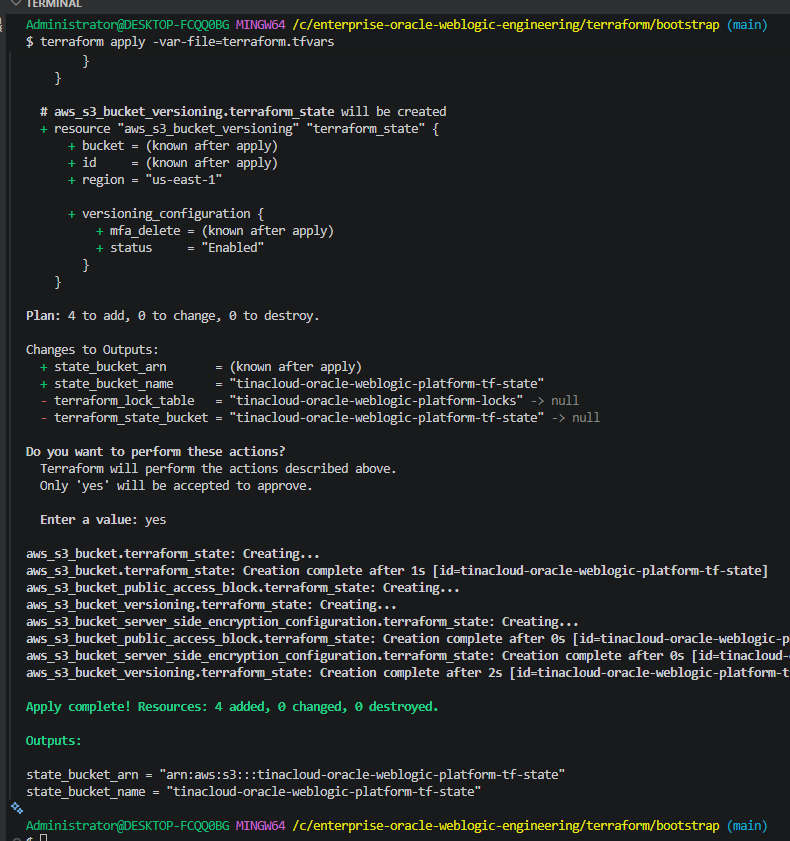 TERMINAL
Administrator@DESKTOP-FCQQ0BG MINGW64 /c/enterprise-oracle-weblogic-engineering/terraform/bootstrap (main)
$ terraform apply -var-file=terraform.tfvars
}
}
# aws_s3_bucket_versioning.terraform_state will be created
+ resource "aws_s3_bucket_versioning" "terraform_state" {
+ bucket = (known after apply)
+ id     = (known after apply)
+ region = "us-east-1"
+ versioning_configuration {
+ mfa_delete = (known after apply)
+ status     = "Enabled"
}
}
Plan: 4 to add, 0 to change, 0 to destroy.
Changes to Outputs:
+ state_bucket_arn       = (known after apply)
+ state_bucket_name      = "tinacloud-oracle-weblogic-platform-tf-state"
- terraform_lock_table   = "tinacloud-oracle-weblogic-platform-locks" -> null
- terraform_state_bucket = "tinacloud-oracle-weblogic-platform-tf-state" -> null
Do you want to perform these actions?
Terraform will perform the actions described above.
Only 'yes' will be accepted to approve.
Enter a value: yes
aws_s3_bucket.terraform_state: Creating...
aws_s3_bucket.terraform_state: Creation complete after 1s [id=tinacloud-oracle-weblogic-platform-tf-state]
aws_s3_bucket_public_access_block.terraform_state: Creating...
aws_s3_bucket_versioning.terraform_state: Creating...
aws_s3_bucket_server_side_encryption_configuration.terraform_state: Creating...
aws_s3_bucket_public_access_block.terraform_state: Creation complete after 0s [id=tinacloud-oracle-weblogic-p
aws_s3_bucket_server_side_encryption_configuration.terraform_state: Creation complete after 0s [id=tinacloud-
aws_s3_bucket_versioning.terraform_state: Creation complete after 2s [id=tinacloud-oracle-weblogic-platform-t
Apply complete! Resources: 4 added, 0 changed, 0 destroyed.
Outputs:
state_bucket_arn = "arn:aws:s3:::tinacloud-oracle-weblogic-platform-tf-state"
state_bucket_name = "tinacloud-oracle-weblogic-platform-tf-state"
Administrator@DESKTOP-FCQQ0BG MINGW64 /c/enterprise-oracle-weblogic-engineering/terraform/bootstrap (main)
$